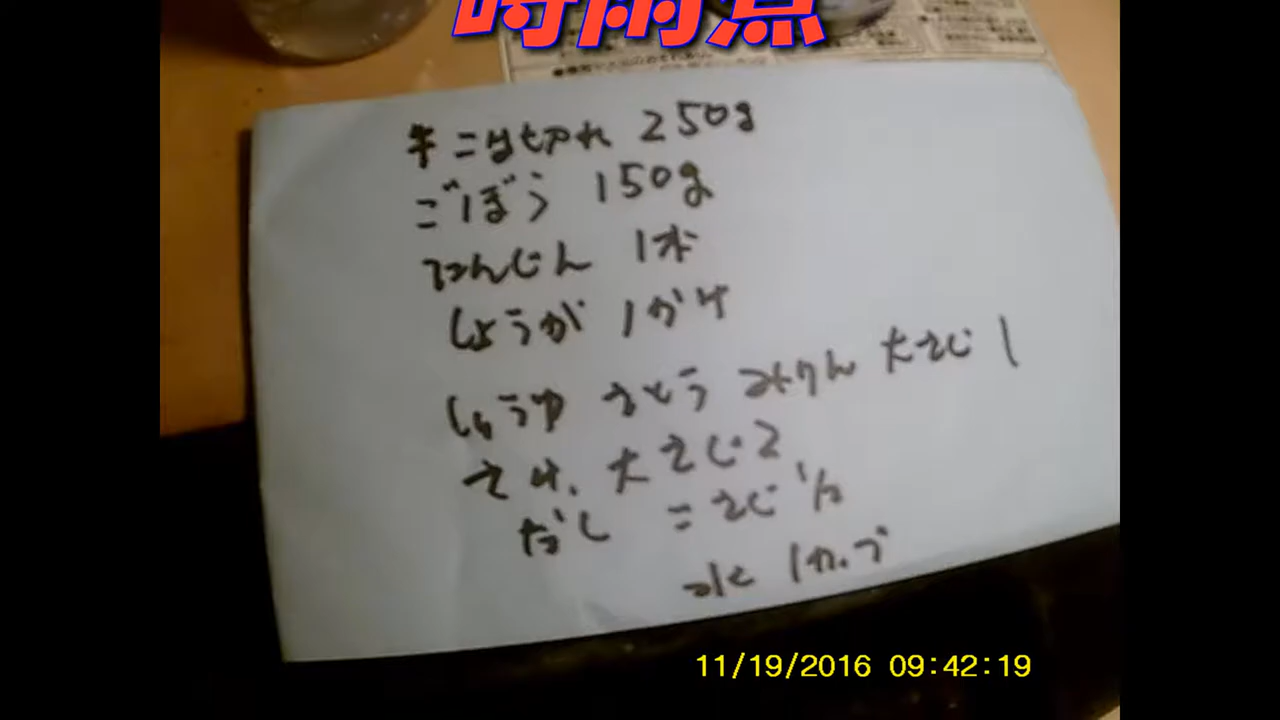 時雨煮
牛こま切れ 250g
ごぼう 150g
にんじん 1本
しょうが 1かけ
しょうゆ さとう みりん 大さじ1
さけ、大さじ2
だし こさじ 1/2
水 1カップ
11/19/2016 09:42:19